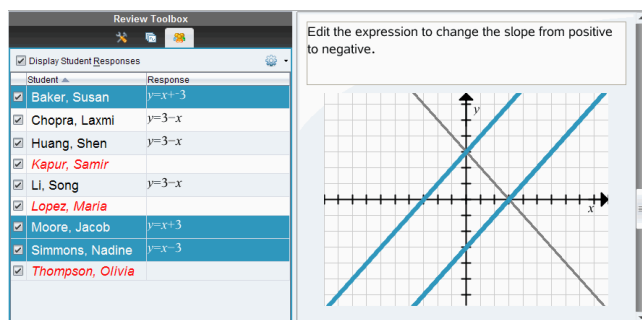 Review Toolbox
Display Student Responses
Student Response
Baker, Susan y=x+⁻3
Chopra, Laxmi y=3−x
Huang, Shen y=3−x
Kapur, Samir
Li, Song y=3−x
Lopez, Maria
Moore, Jacob y=x+3
Simmons, Nadine y=x−3
Thompson, Olivia
Edit the expression to change the slope from positive
to negative.
y
x